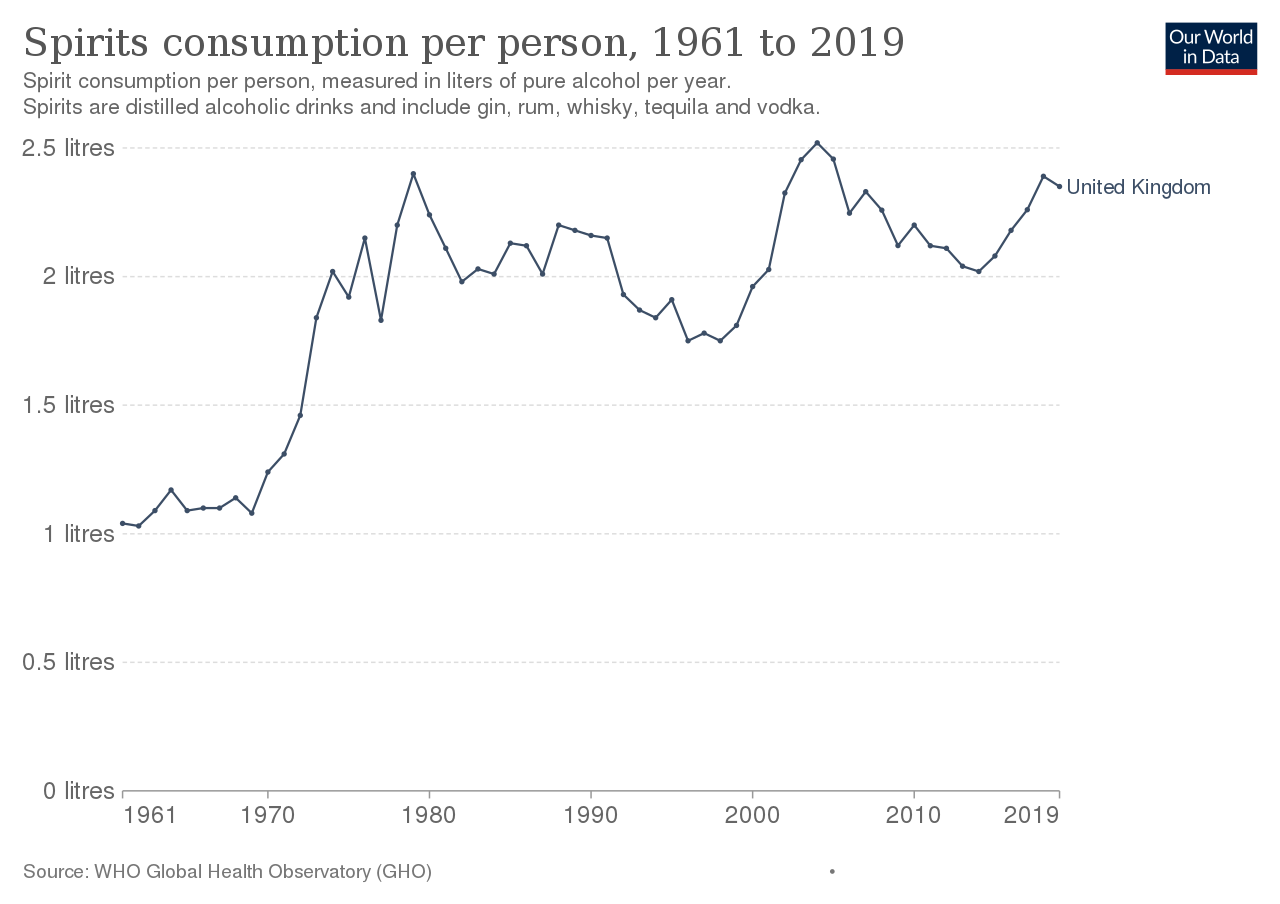 Spirits consumption per person, 1961 to 2019
Our World
in Data
Spirit consumption per person, measured in liters of pure alcohol per year.
Spirits are distilled alcoholic drinks and include gin, rum, whisky, tequila and vodka.
2.5 litres
United Kingdom
2 litres
1.5 litres
1 litres
0.5 litres
0 litres
1961 1970 1980 1990 2000 2010 2019
Source: WHO Global Health Observatory (GHO) •